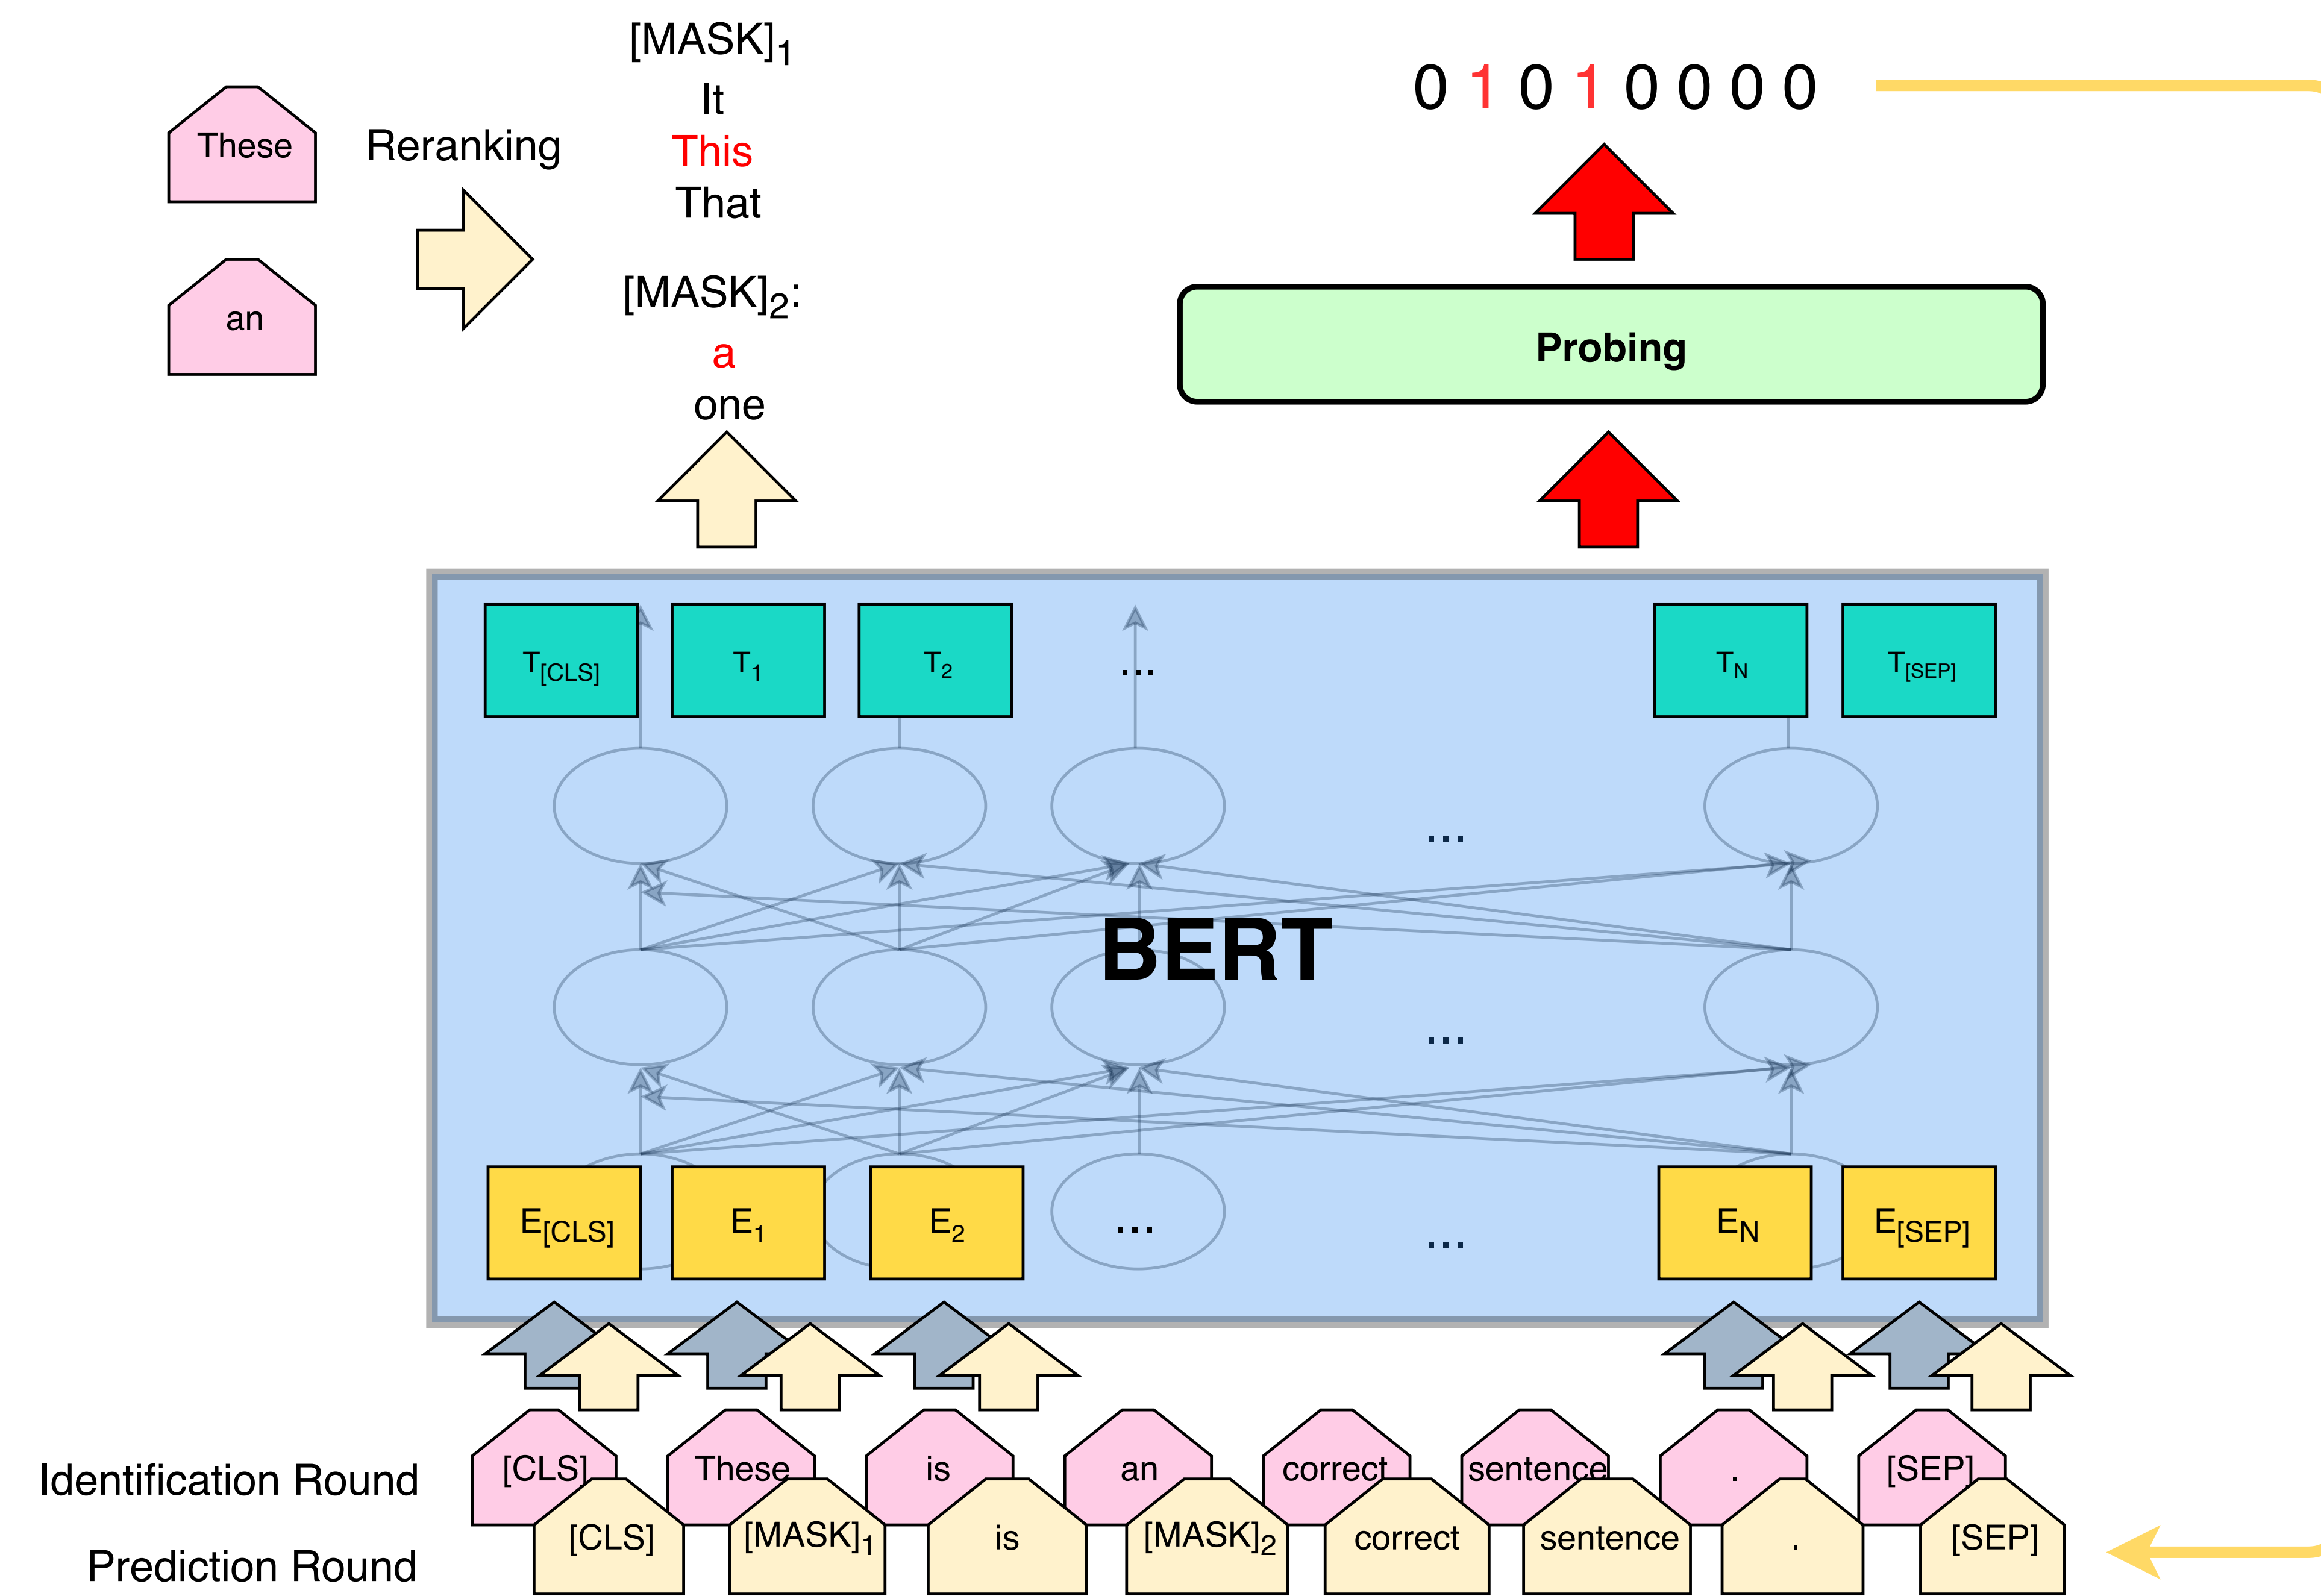 [MASK]1
It
This
That
These
Reranking
an
[MASK]2:
a
one
0 1 0 1 0 0 0 0
Probing
T[CLS] T1 T2 ... TN T[SEP]
...
BERT
...
E[CLS] E1 E2 ... ... EN E[SEP]
Identification Round [CLS] These is an correct sentence . [SEP]
Prediction Round [CLS] [MASK]1 is [MASK]2 correct sentence . [SEP]